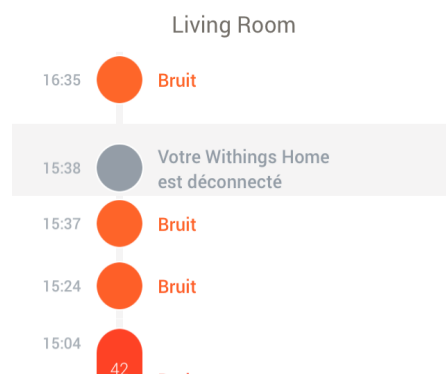 Living Room
16:35 Bruit
15:38 Votre Withings Home
est déconnecté
15:37 Bruit
15:24 Bruit
15:04
42